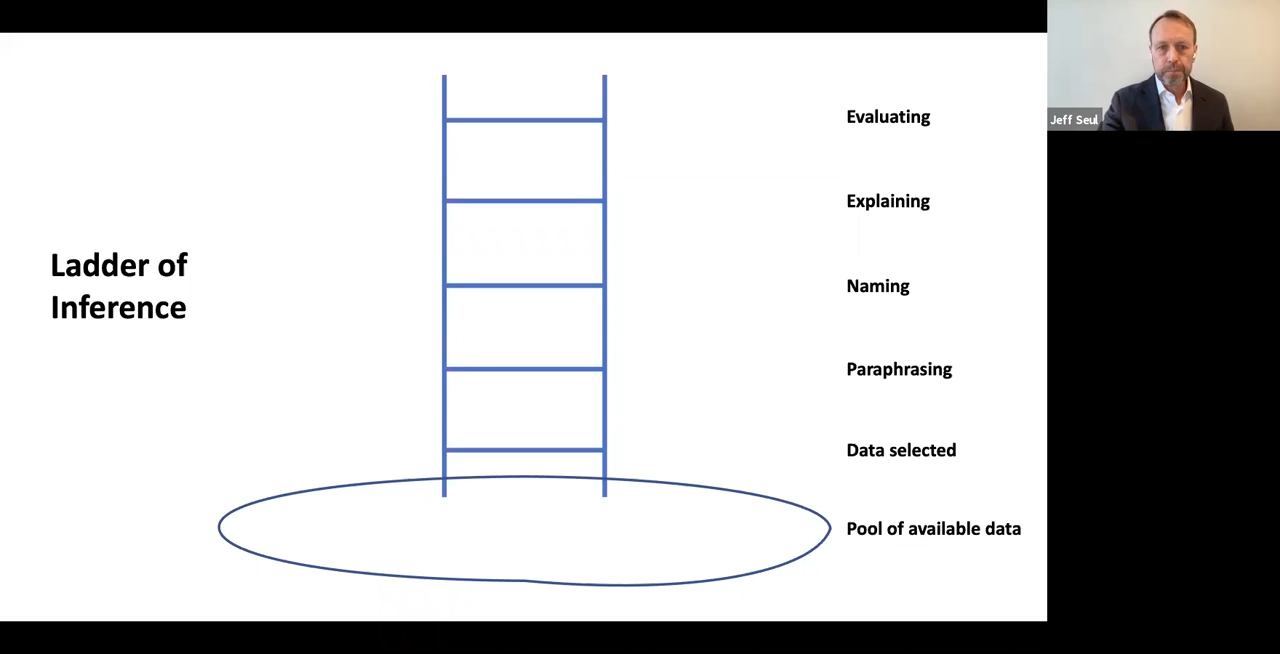 Ladder of
Inference
Evaluating
Explaining
Naming
Paraphrasing
Data selected
Pool of available data
Jeff Seul